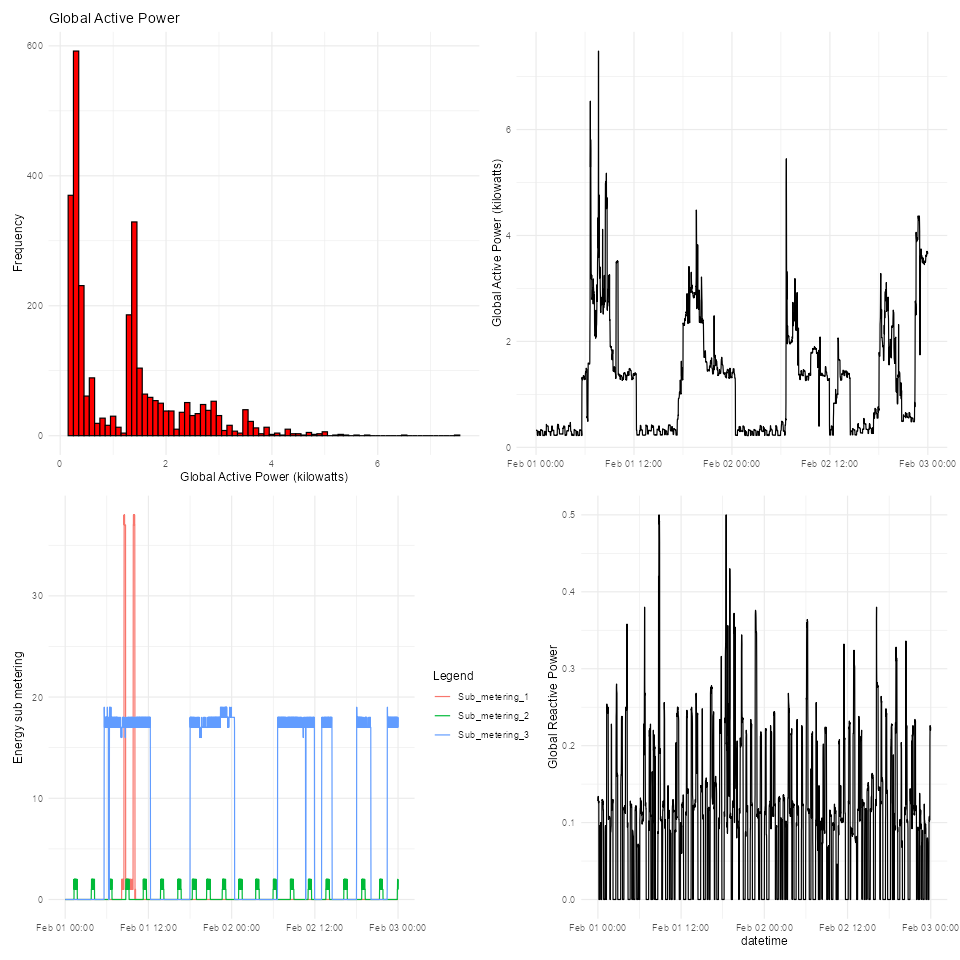 Global Active Power
600
400
200
0
Frequency
0 2 4 6
Global Active Power (kilowatts)
Global Active Power (kilowatts)
6
4
2
0
Feb 01 00:00 Feb 01 12:00 Feb 02 00:00 Feb 02 12:00 Feb 03 00:00
Energy sub metering
30
20
10
0
Feb 01 00:00 Feb 01 12:00 Feb 02 00:00 Feb 02 12:00 Feb 03 00:00
Legend
Sub_metering_1
Sub_metering_2
Sub_metering_3
Global Reactive Power
0.5
0.4
0.3
0.2
0.1
0.0
Feb 01 00:00 Feb 01 12:00 Feb 02 00:00 Feb 02 12:00 Feb 03 00:00
datetime